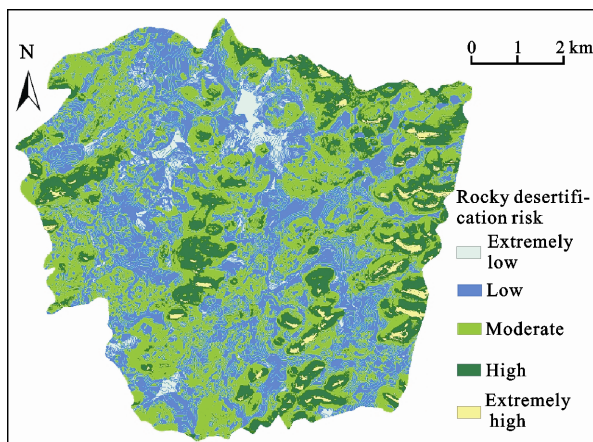 N
0 1 2 km
Rocky desertifi-
cation risk
Extremely
low
Low
Moderate
High
Extremely
high